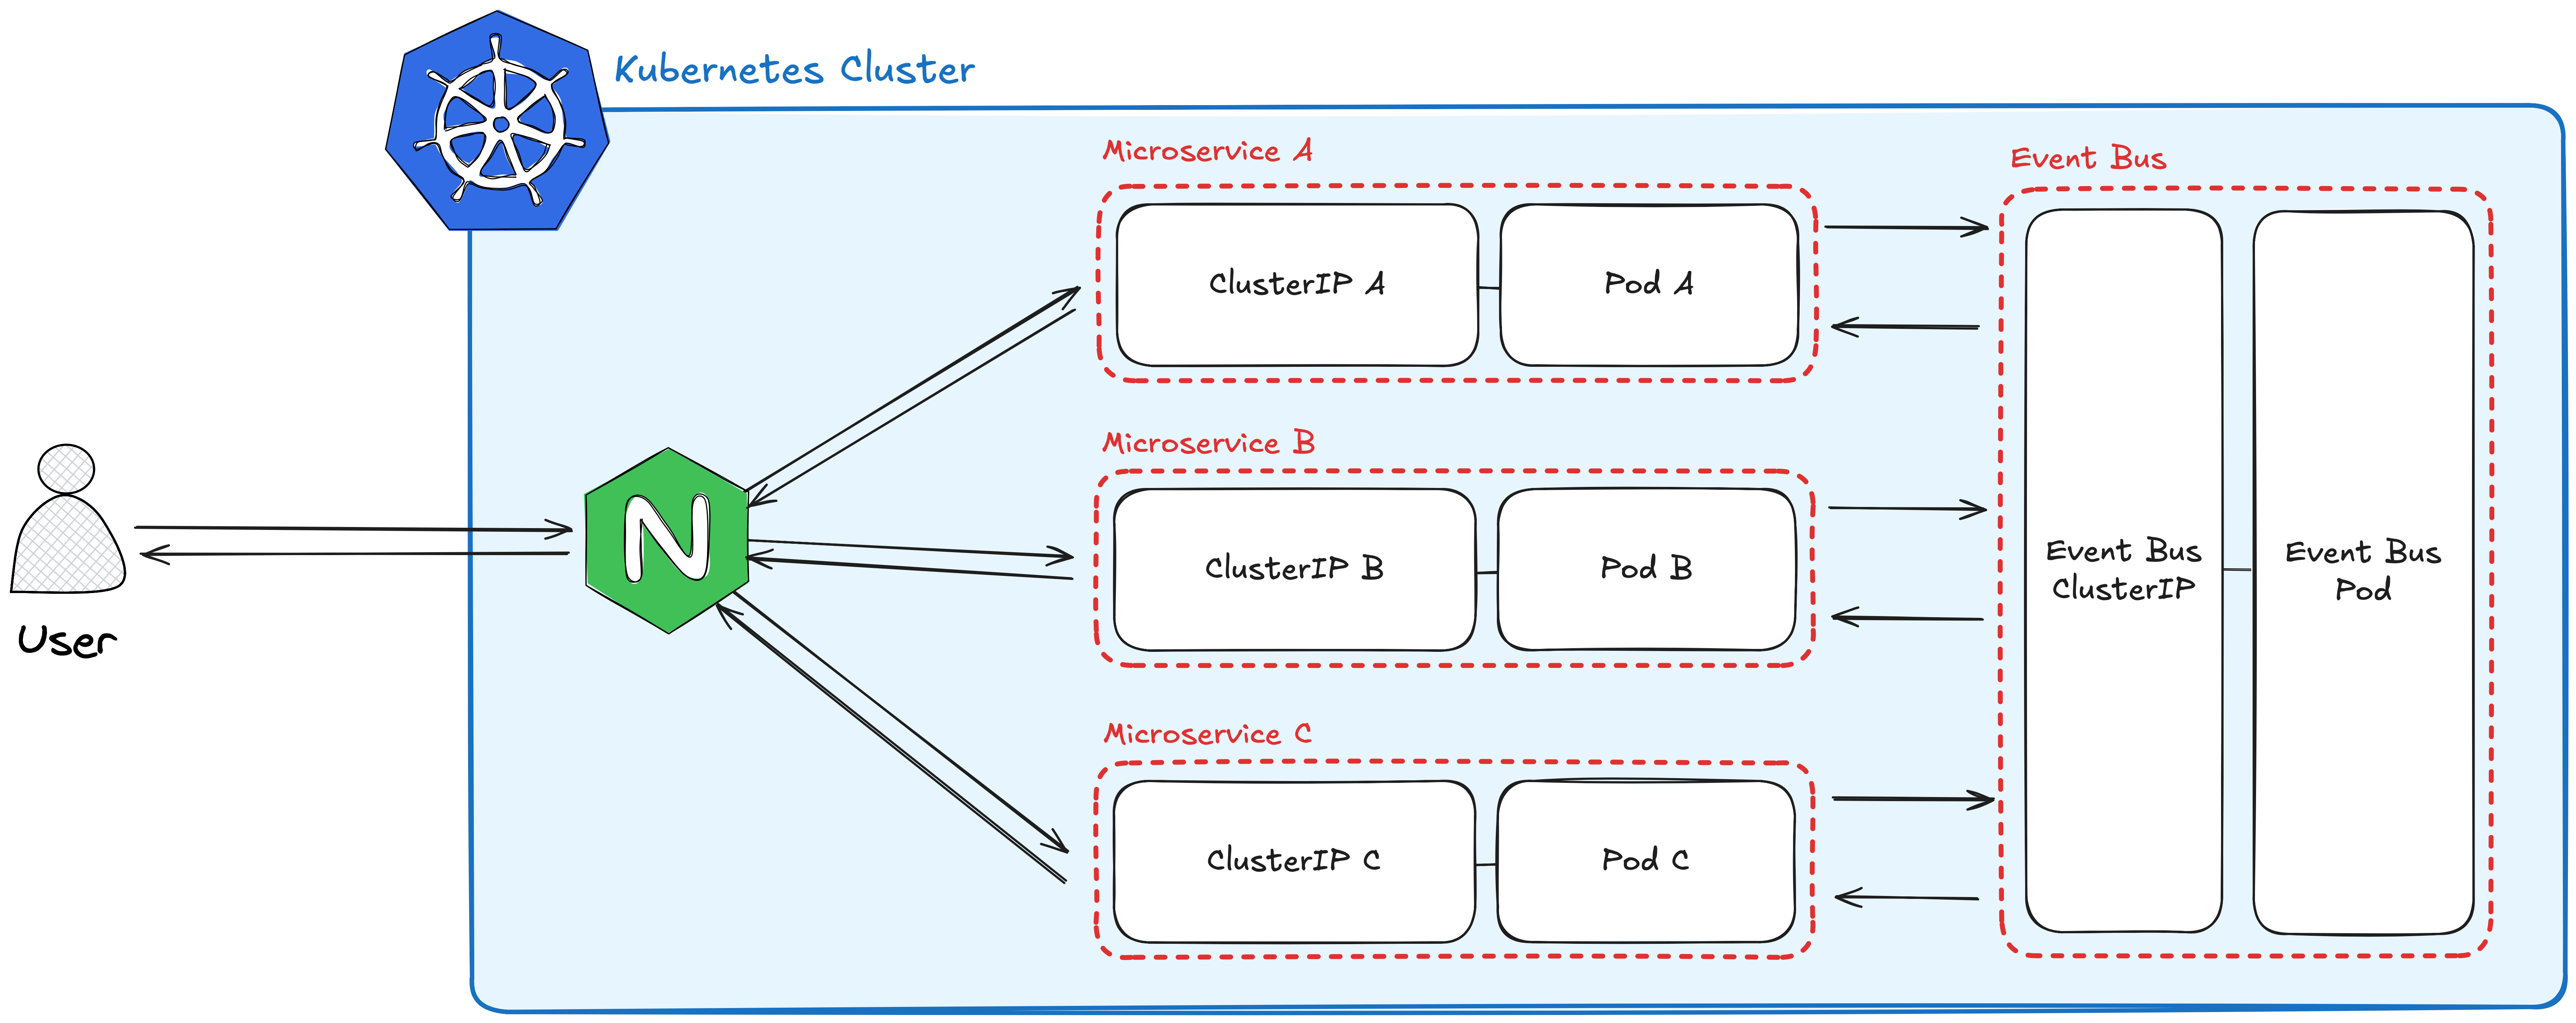 Kubernetes Cluster
Microservice A
ClusterIP A
Pod A
Event Bus
Microservice B
ClusterIP B
Pod B
Event Bus
ClusterIP
Event Bus
Pod
N
User
Microservice C
ClusterIP C
Pod C